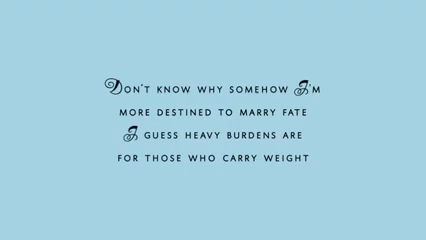 Don't know why somehow I'm
more destined to marry fate
I guess heavy burdens are
for those who carry weight